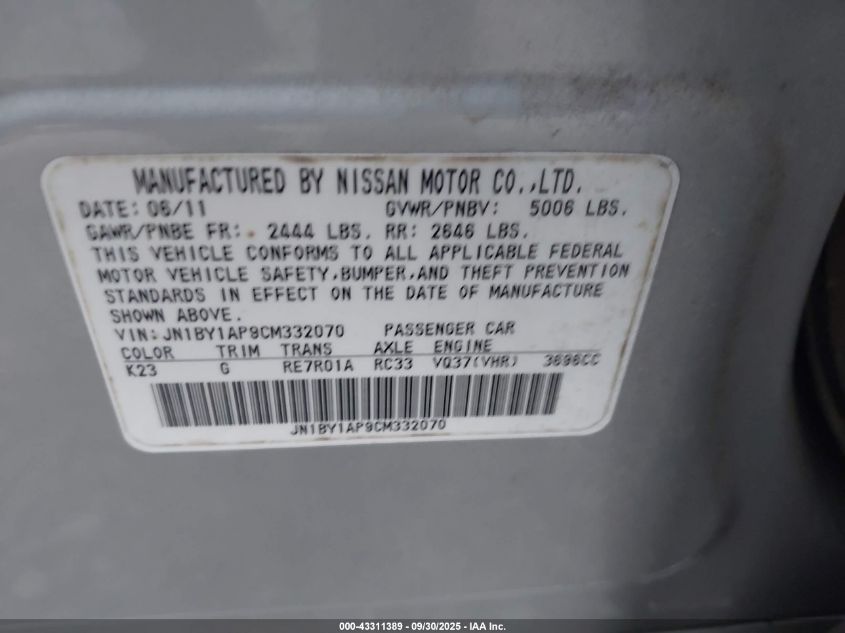 MANUFACTURED BY NISSAN MOTOR CO.,LTD.
DATE: 06/11 GVWR/PNBV: 5006 LBS.
GAWR/PNBE FR: 2444 LBS. RR: 2646 LBS.
THIS VEHICLE CONFORMS TO ALL APPLICABLE FEDERAL
MOTOR VEHICLE SAFETY,BUMPER,AND THEFT PREVENTION
STANDARDS IN EFFECT ON THE DATE OF MANUFACTURE
SHOWN ABOVE.
VIN: JN1BY1AP9CM332070 PASSENGER CAR
COLOR TRIM TRANS AXLE ENGINE
K23 G RE7R01A RC33 VQ37(VHR) 3696CC
JN1BY1AP9CM332070
000-43311389 - 09/30/2025 - IAA Inc.